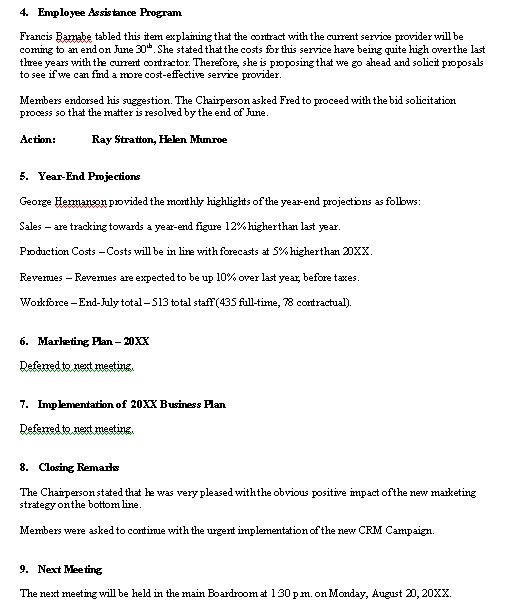 4. Employee Assistance Program
Francis Barnabe tabled this item explaining that the contract with the current service provider will be
coming to an end on June 30th. She stated that the costs for this service have being quite high over the last
three years with the current contractor. Therefore, she is proposing that we go ahead and solicit proposals
to see if we can find a more cost-effective service provider.
Members endorsed his suggestion. The Chairperson asked Fred to proceed with the bid solicitation
process so that the matter is resolved by the end of June.
Action: Ray Stratton, Helen Munroe
5. Year-End Projections
George Hermanson provided the monthly highlights of the year-end projections as follows:
Sales – are tracking towards a year-end figure 12% higher than last year.
Production Costs – Costs will be in line with forecasts at 5% higher than 20XX.
Revenues – Revenues are expected to be up 10% over last year, before taxes.
Workforce – End-July total – 513 total staff (435 full-time, 78 contractual).
6. Marketing Plan – 20XX
Deferred to next meeting.
7. Implementation of 20XX Business Plan
Deferred to next meeting.
8. Closing Remarks
The Chairperson stated that he was very pleased with the obvious positive impact of the new marketing
strategy on the bottom line.
Members were asked to continue with the urgent implementation of the new CRM Campaign.
9. Next Meeting
The next meeting will be held in the main Boardroom at 1:30 p.m. on Monday, August 20, 20XX.